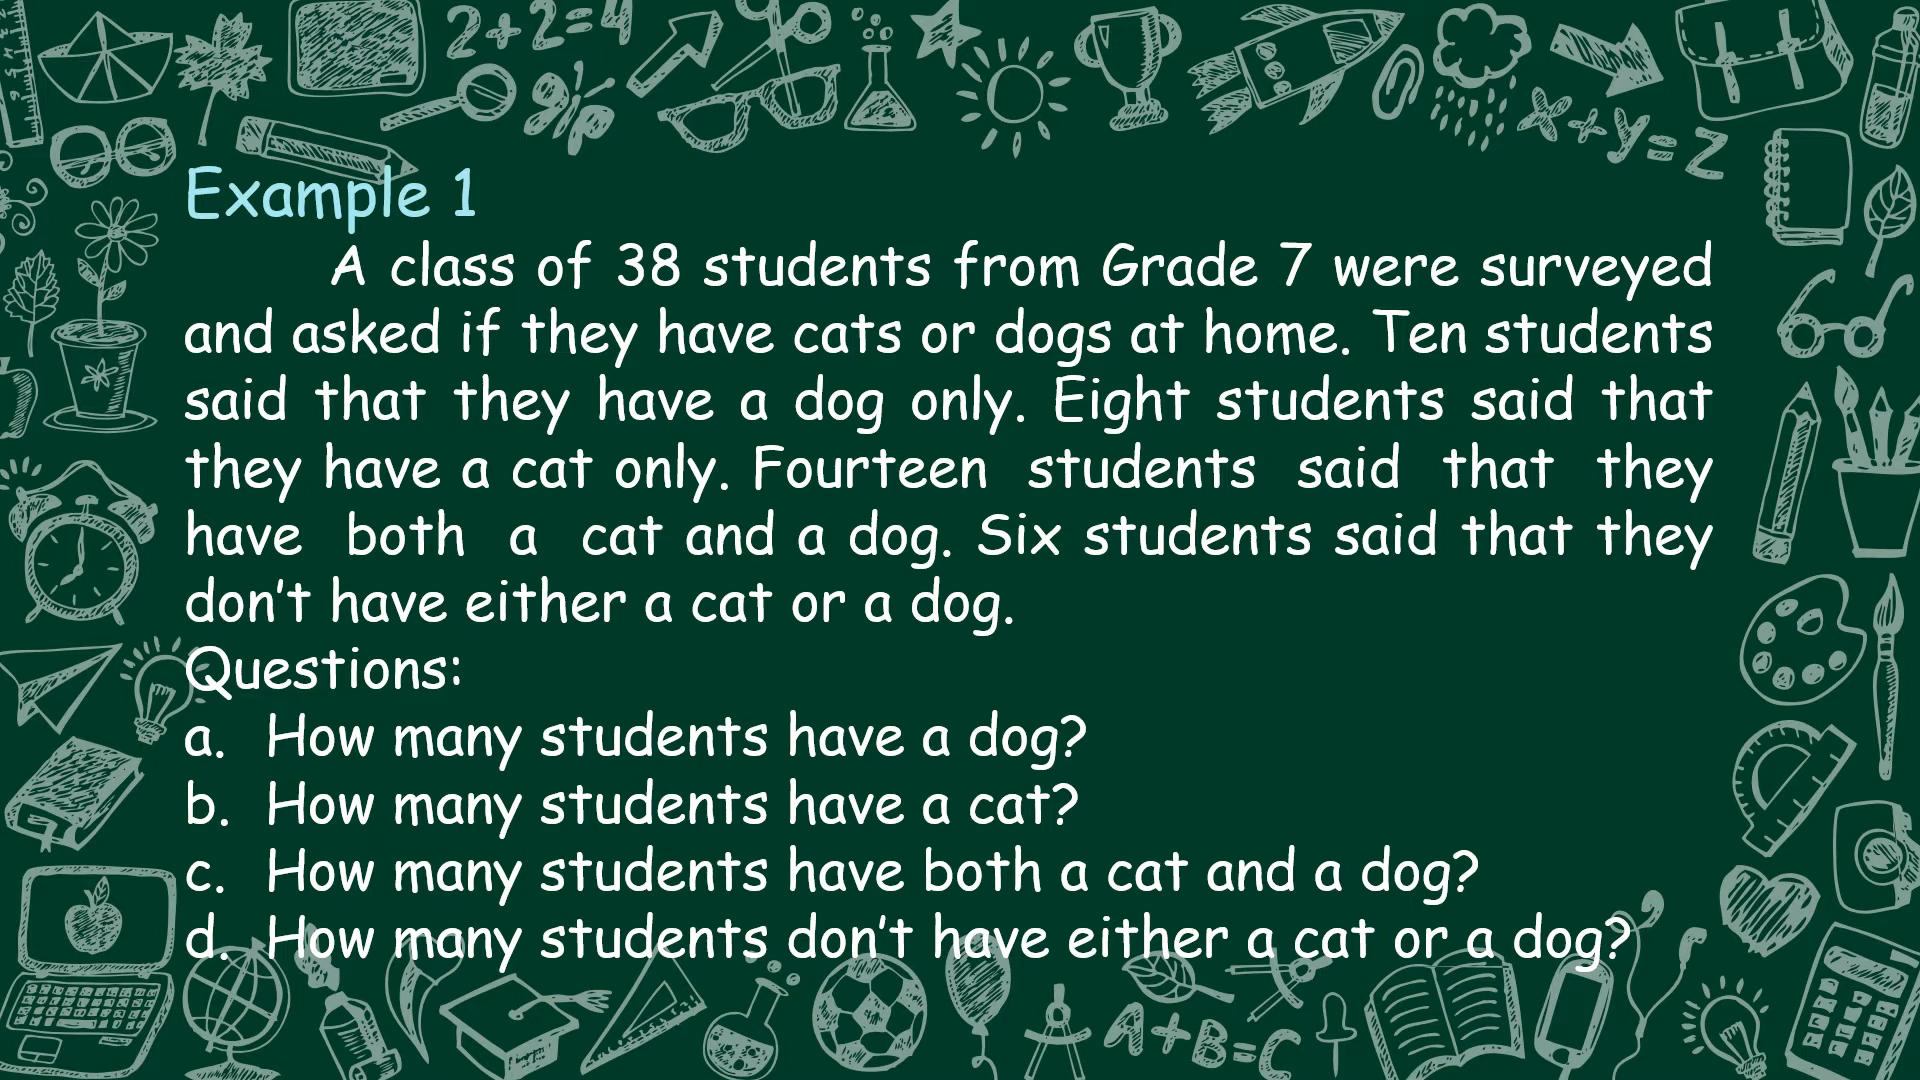 2+2=4
x+y=z
Example 1
A class of 38 students from Grade 7 were surveyed
and asked if they have cats or dogs at home. Ten students
said that they have a dog only. Eight students said that
they have a cat only. Fourteen students said that they
have both a cat and a dog. Six students said that they
don't have either a cat or a dog.
Questions:
a. How many students have a dog?
b. How many students have a cat?
c. How many students have both a cat and a dog?
d. How many students don't have either a cat or a dog?
A+B=C